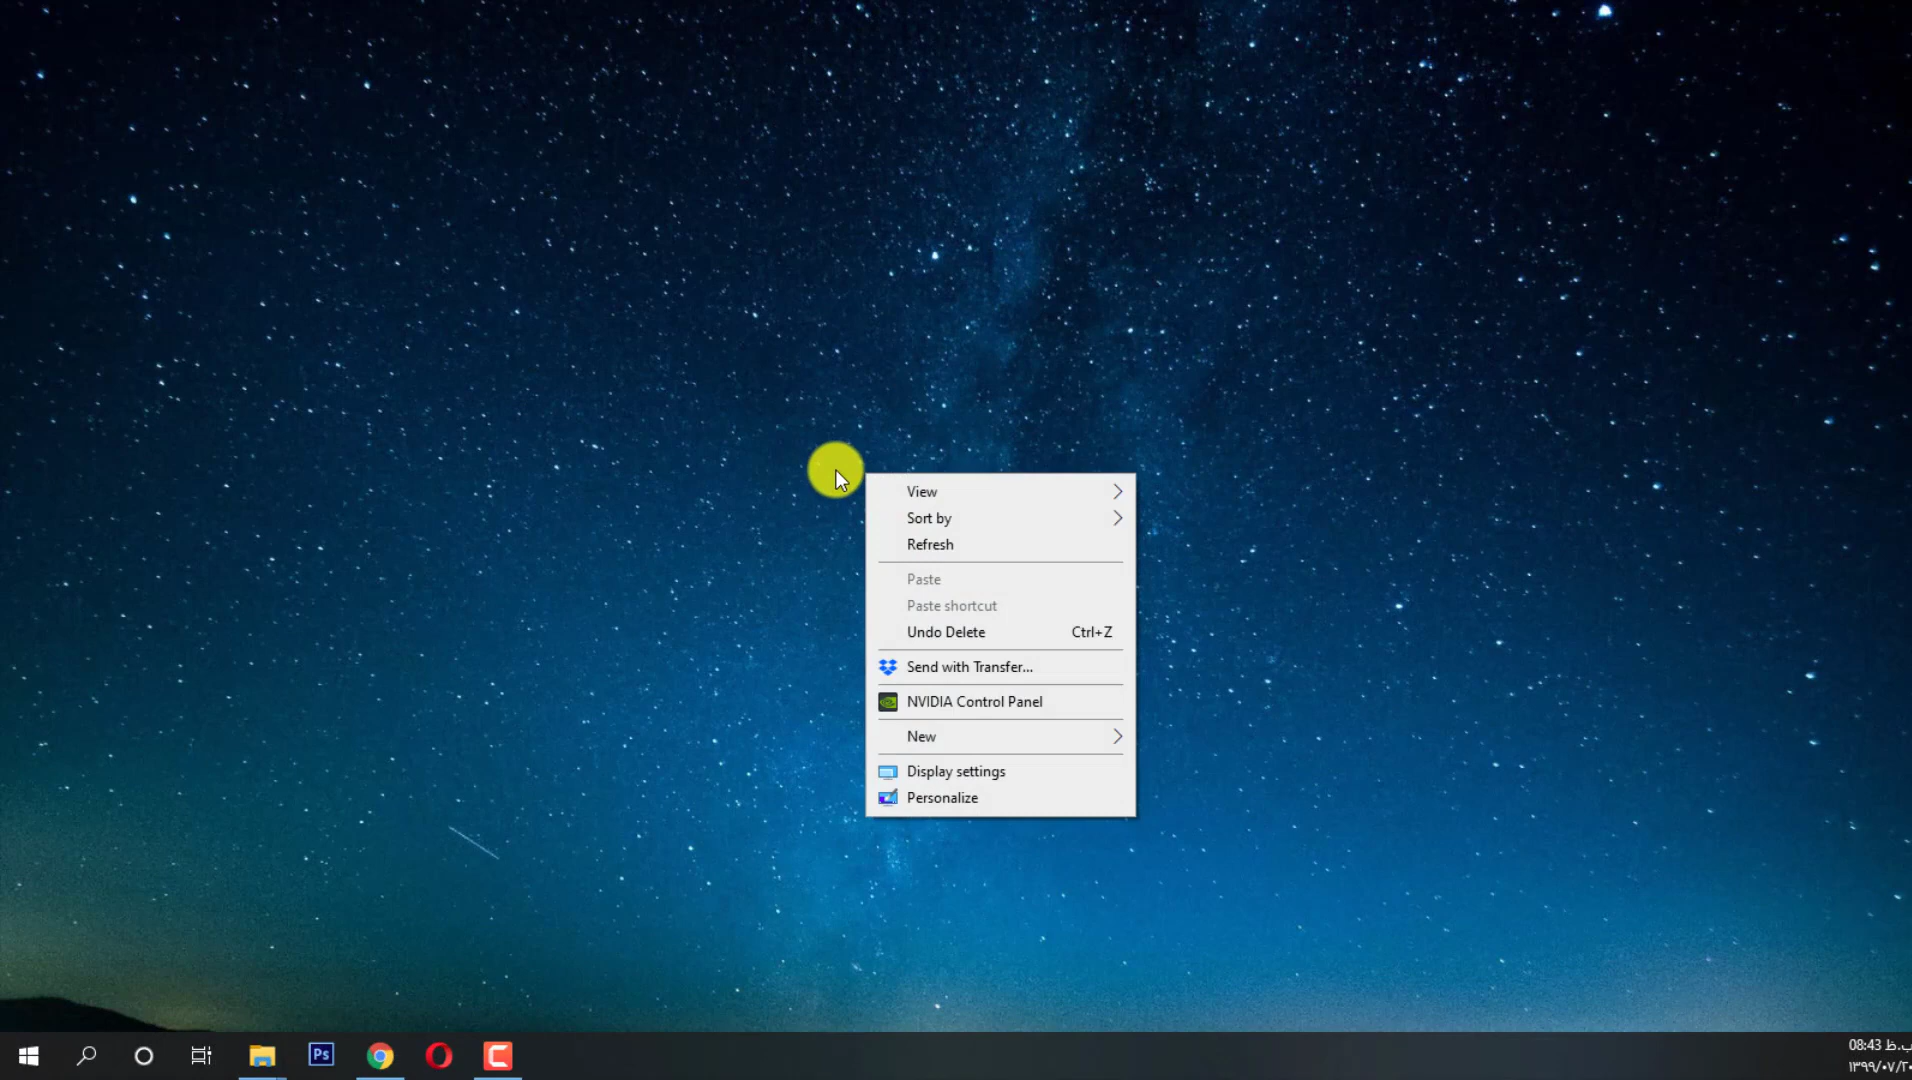 View
Sort by
Refresh
Paste
Paste shortcut
Undo Delete Ctrl+Z
Send with Transfer...
NVIDIA Control Panel
New
Display settings
Personalize
Ps
08:43 ب.ظ